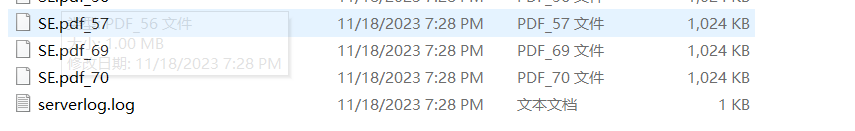 SE.pdf_56
SE.pdf_57 11/18/2023 7:28 PM PDF_57 文件 1,024 KB
类型: PDF_56 文件
大小: 1.00 MB
SE.pdf_69 11/18/2023 7:28 PM PDF_69 文件 1,024 KB
修改日期: 11/18/2023 7:28 PM
SE.pdf_70 11/18/2023 7:28 PM PDF_70 文件 1,024 KB
serverlog.log 11/18/2023 7:28 PM 文本文档 1 KB